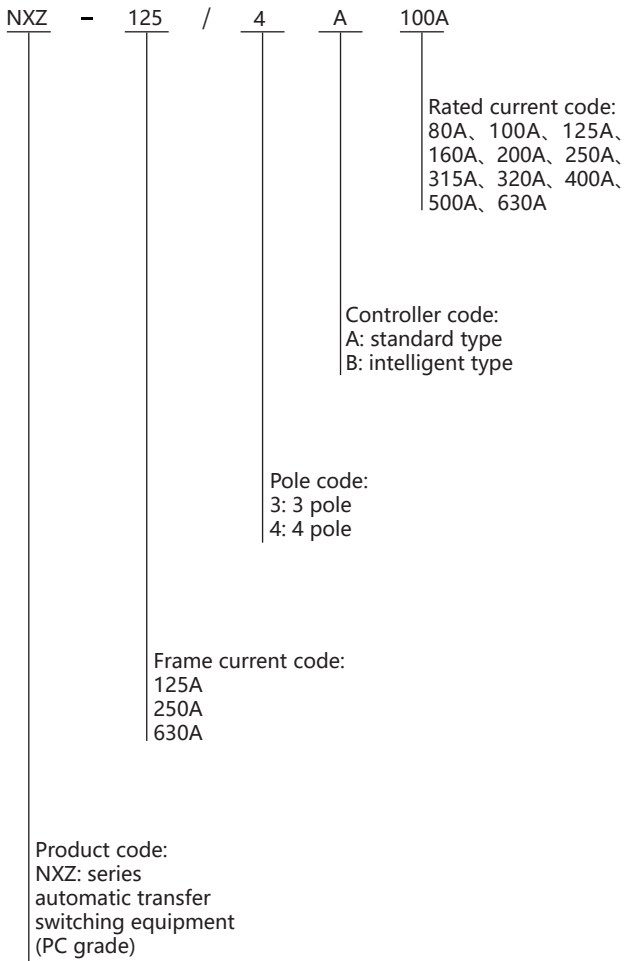 NXZ – 125 / 4 A 100A
Rated current code:
80A、100A、125A、
160A、200A、250A、
315A、320A、400A、
500A、630A
Controller code:
A: standard type
B: intelligent type
Pole code:
3: 3 pole
4: 4 pole
Frame current code:
125A
250A
630A
Product code:
NXZ: series
automatic transfer
switching equipment
(PC grade)